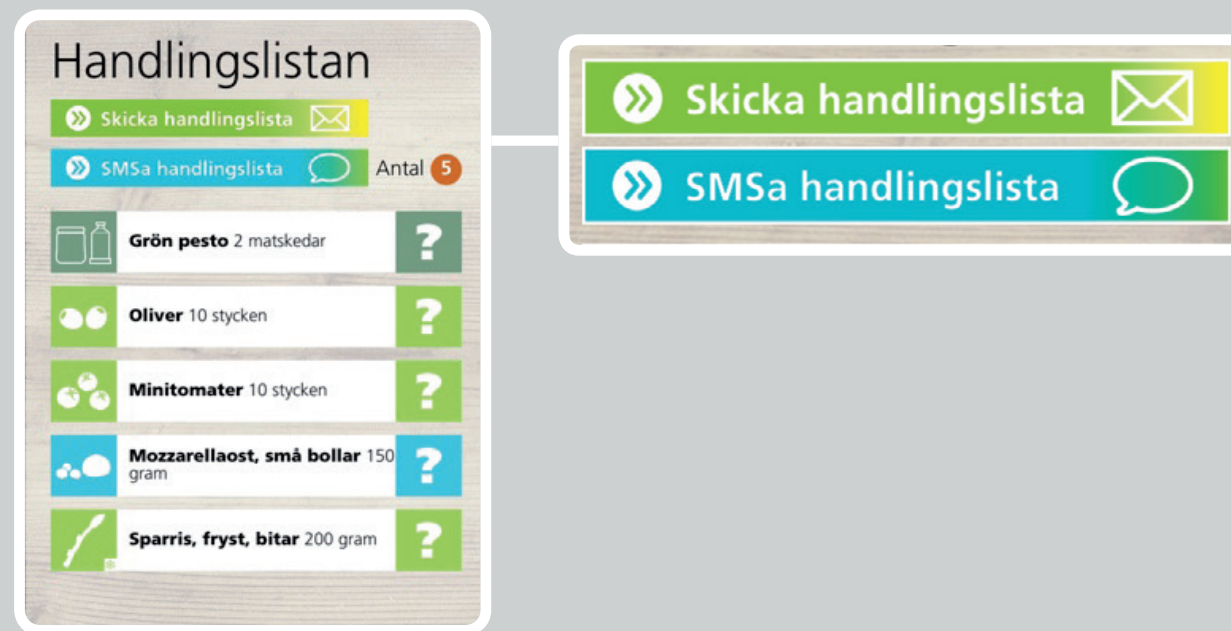 Handlingslistan
Skicka handlingslista
SMSa handlingslista
Antal 5
Grön pesto 2 matskedar
?
Oliver 10 stycken
?
Minitomater 10 stycken
?
Mozzarellaost, små bollar 150
gram
?
Sparris, fryst, bitar 200 gram
?
Skicka handlingslista
SMSa handlingslista